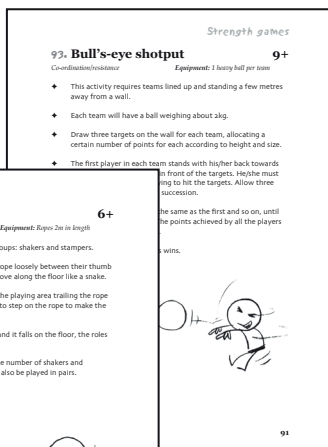 Strength games
93. Bull's-eye shotput 9+
Co-ordination/resistance Equipment: 1 heavy ball per team
✦ This activity requires teams lined up and standing a few metres
away from a wall.
✦ Each team will have a ball weighing about 2kg.
✦ Draw three targets on the wall for each team, allocating a
certain number of points for each according to height and size.
✦ The first player in each team stands with his/her back towards
in front of the targets. He/she must
ying to hit the targets. Allow three
succession.
the same as the first and so on, until
he points achieved by all the players
s wins.
91
6+
Equipment: Ropes 2m in length
oups: shakers and stampers.
ope loosely between their thumb
ove along the floor like a snake.
he playing area trailing the rope
to step on the rope to make the
nd it falls on the floor, the roles
e number of shakers and
also be played in pairs.